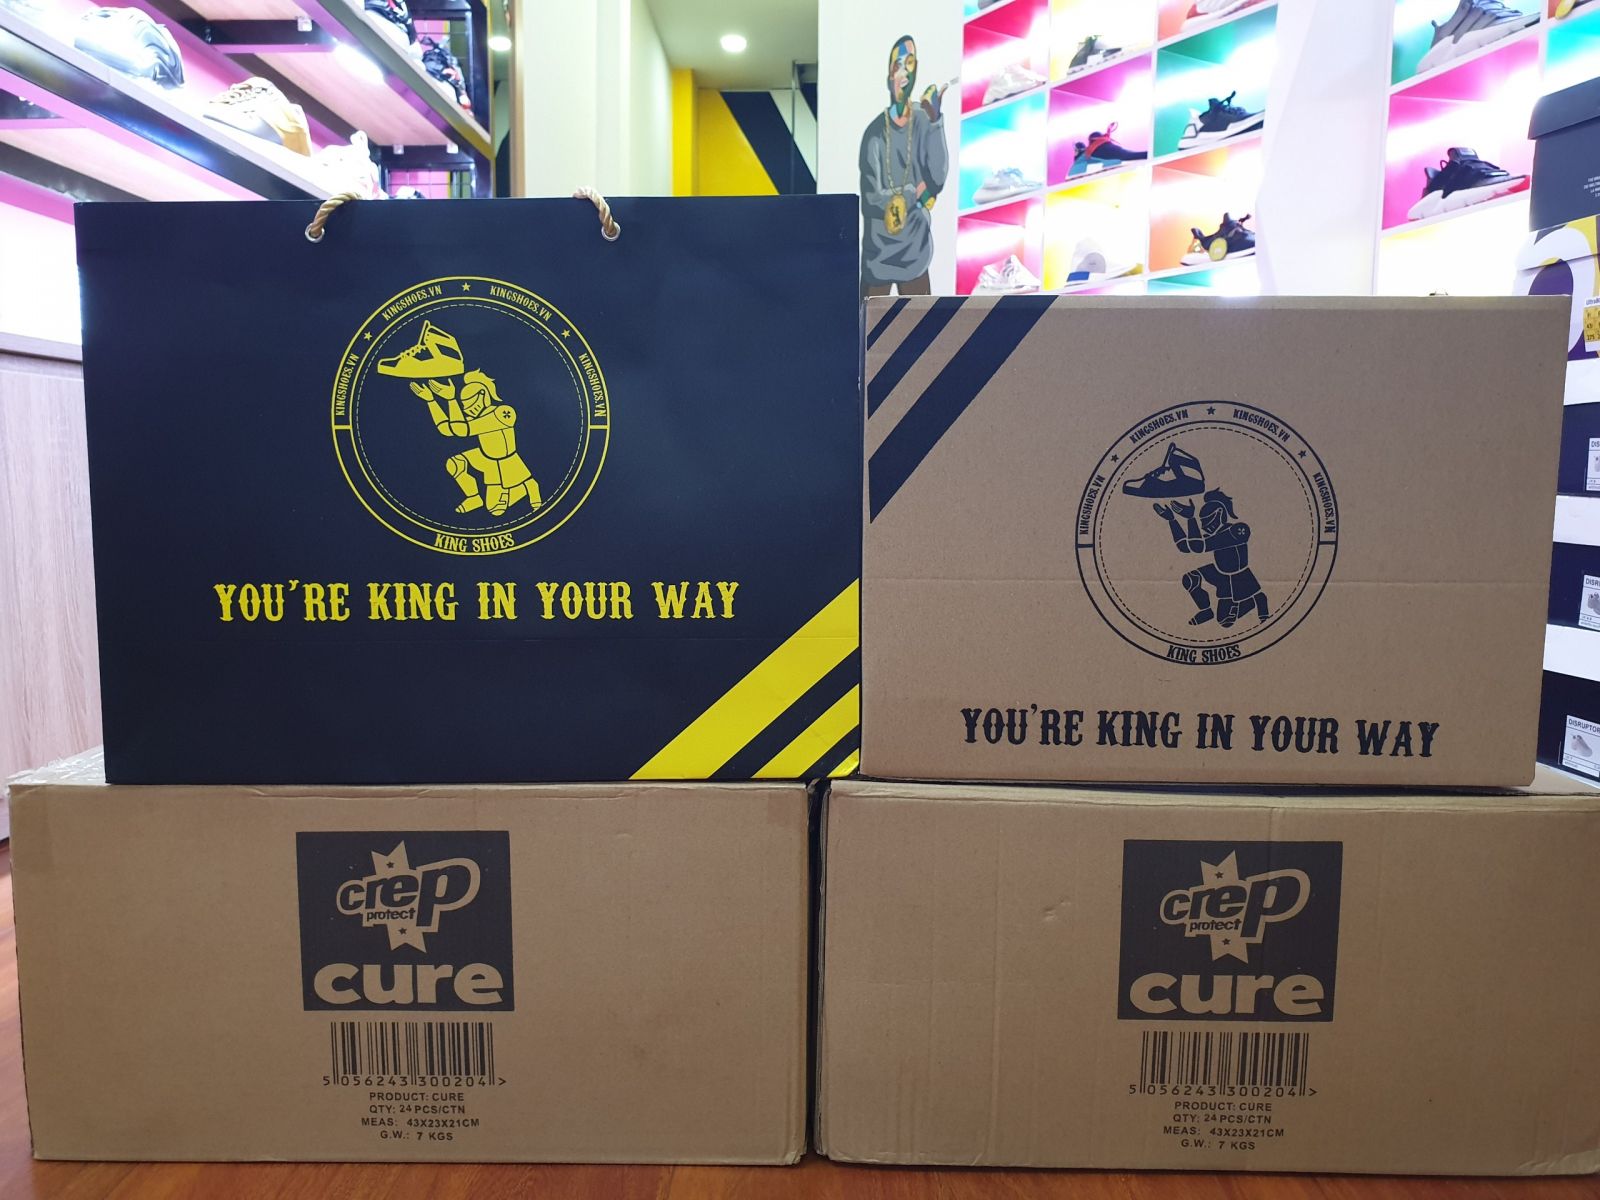 KINGSHOES.VN ★ KINGSHOES.VN ★ KINGSHOES.VN ★ KINGSHOES.VN
KING SHOES
YOU'RE KING IN YOUR WAY
KINGSHOES.VN ★ KINGSHOES.VN ★ KINGSHOES.VN ★ KINGSHOES.VN
KING SHOES
YOU'RE KING IN YOUR WAY
crep
protect
cure
5 056243 300204 >
PRODUCT: CURE
QTY: 24 PCS/CTN
MEAS: 43X23X21CM
G.W.: 7 KGS
crep
protect
cure
5 056243 300204 >
PRODUCT: CURE
QTY: 24 PCS/CTN
MEAS: 43X23X21CM
G.W.: 7 KGS
DISRUPTOR